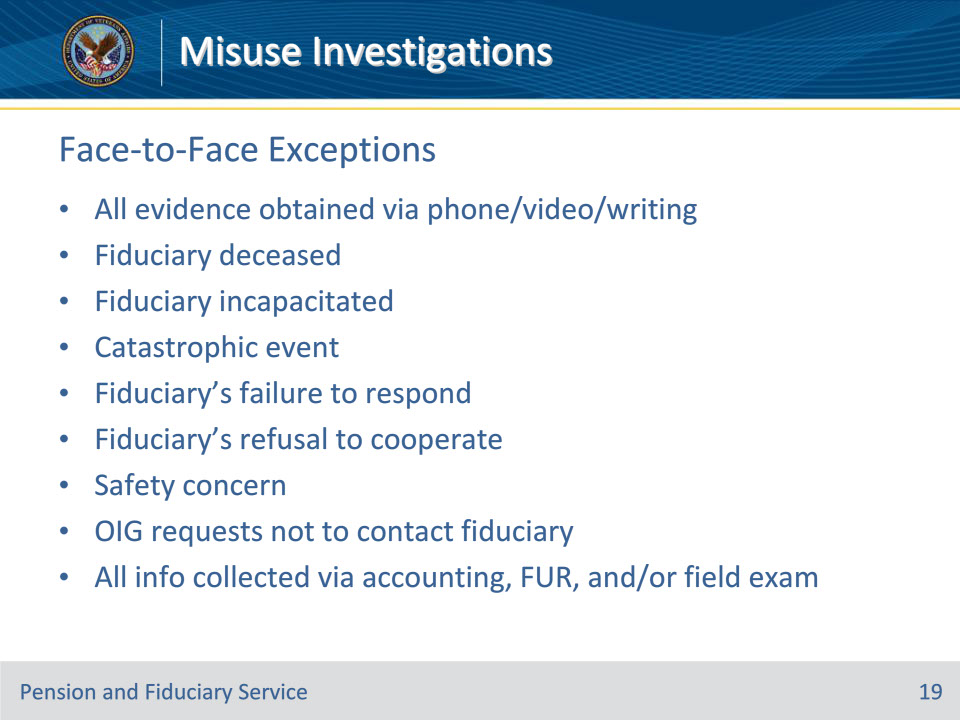 Misuse Investigations
Face-to-Face Exceptions
• All evidence obtained via phone/video/writing
• Fiduciary deceased
• Fiduciary incapacitated
• Catastrophic event
• Fiduciary’s failure to respond
• Fiduciary’s refusal to cooperate
• Safety concern
• OIG requests not to contact fiduciary
• All info collected via accounting, FUR, and/or field exam
Pension and Fiduciary Service
19